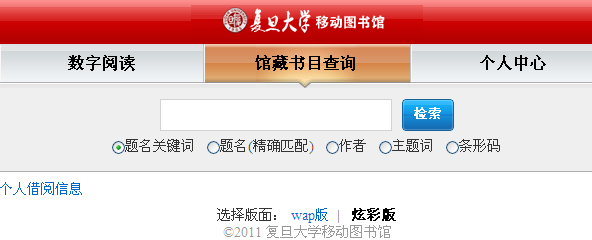 复旦大学 移动图书馆
数字阅读 馆藏书目查询 个人中心
检索
题名关键词 题名(精确匹配) 作者 主题词 条形码
个人借阅信息
选择版面： wap版 | 炫彩版
©2011 复旦大学移动图书馆